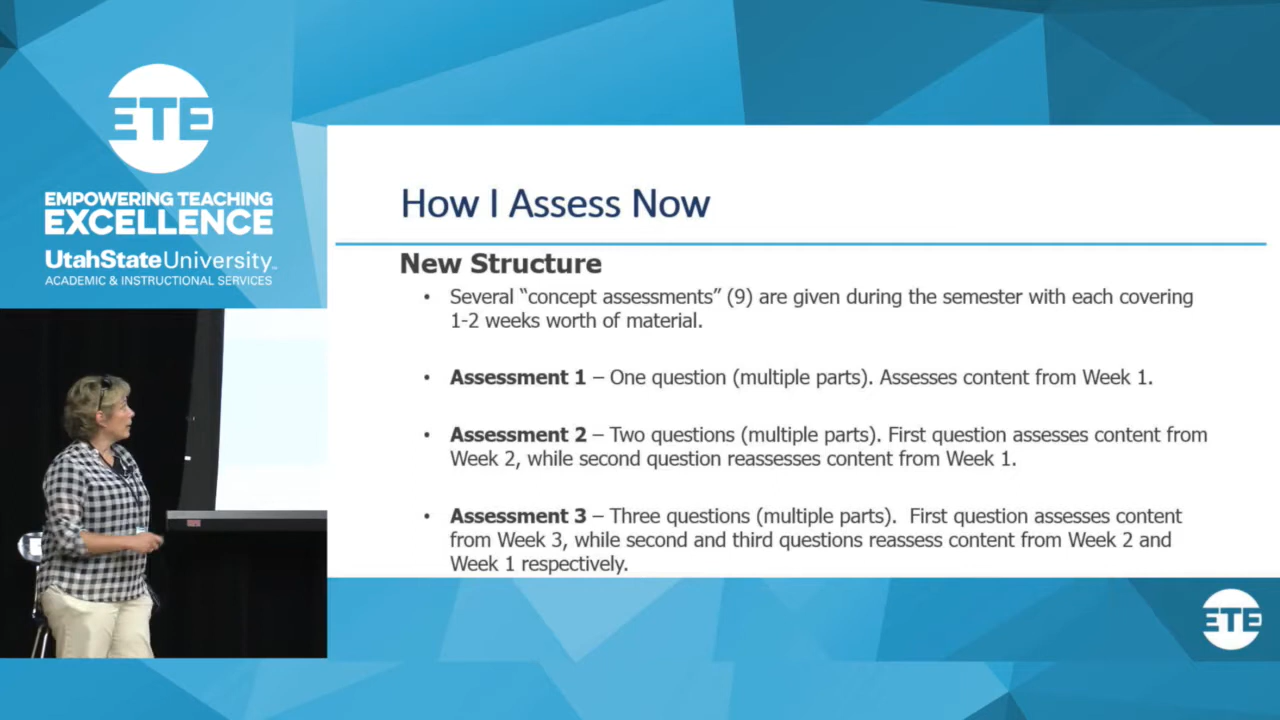 ETE
EMPOWERING TEACHING
EXCELLENCE
UtahStateUniversity
ACADEMIC & INSTRUCTIONAL SERVICES
How I Assess Now
New Structure
• Several “concept assessments” (9) are given during the semester with each covering
1-2 weeks worth of material.
• Assessment 1 – One question (multiple parts). Assesses content from Week 1.
• Assessment 2 – Two questions (multiple parts). First question assesses content from
Week 2, while second question reassesses content from Week 1.
• Assessment 3 – Three questions (multiple parts).  First question assesses content
from Week 3, while second and third questions reassess content from Week 2 and
Week 1 respectively.
ETE